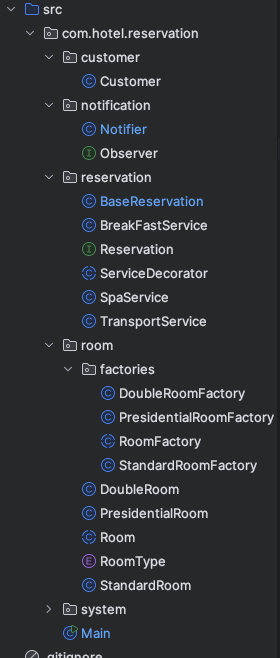 src
com.hotel.reservation
customer
Customer
notification
Notifier
Observer
reservation
BaseReservation
BreakFastService
Reservation
ServiceDecorator
SpaService
TransportService
room
factories
DoubleRoomFactory
PresidentialRoomFactory
RoomFactory
StandardRoomFactory
DoubleRoom
PresidentialRoom
Room
RoomType
StandardRoom
system
Main
.gitignore